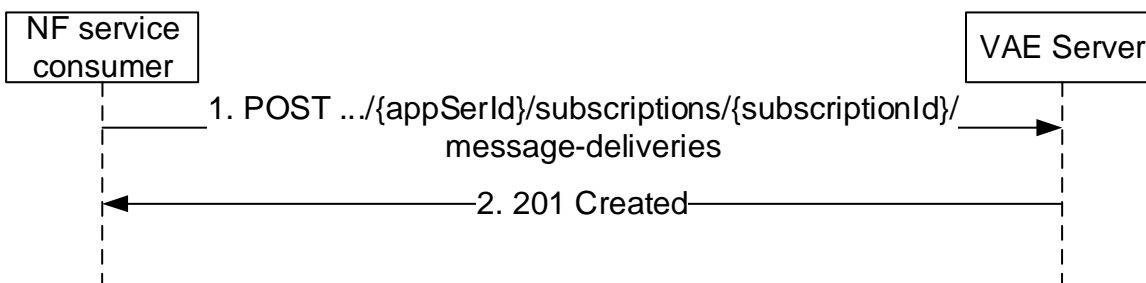 NF service
consumer
VAE Server
1. POST .../{appSerId}/subscriptions/{subscriptionId}/
message-deliveries
2. 201 Created